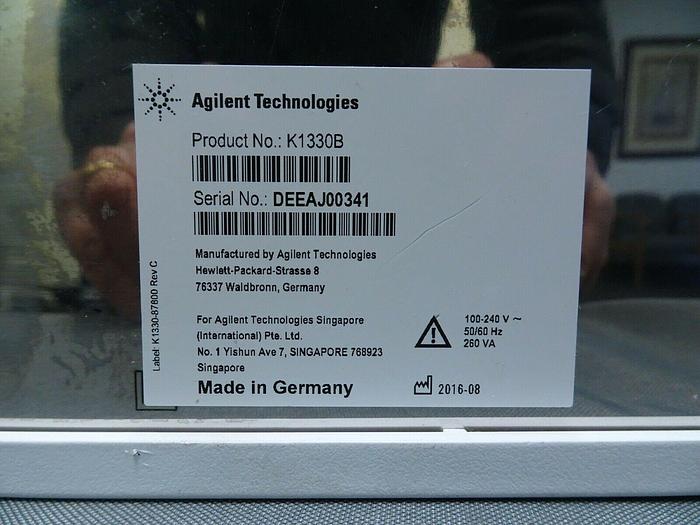 Agilent Technologies
Product No.: K1330B
Serial No.: DEEAJ00341
Manufactured by Agilent Technologies
Hewlett-Packard-Strasse 8
76337 Waldbronn, Germany
For Agilent Technologies Singapore
(International) Pte. Ltd.
No. 1 Yishun Ave 7, SINGAPORE 768923
Singapore
Made in Germany
100-240 V ~
50/60 Hz
260 VA
2016-08
Label: K1330-87600 Rev C